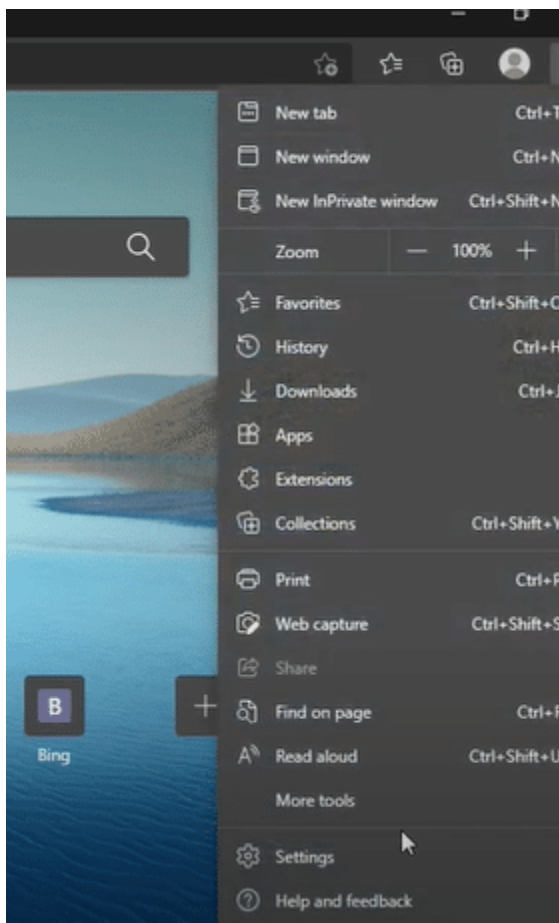 New tab Ctrl+T
New window Ctrl+N
New InPrivate window Ctrl+Shift+N
Zoom — 100% +
Favorites Ctrl+Shift+O
History Ctrl+H
Downloads Ctrl+J
Apps
Extensions
Collections Ctrl+Shift+Y
Print Ctrl+P
Web capture Ctrl+Shift+S
Share
Find on page Ctrl+F
B
Bing
Read aloud Ctrl+Shift+U
More tools
Settings
Help and feedback